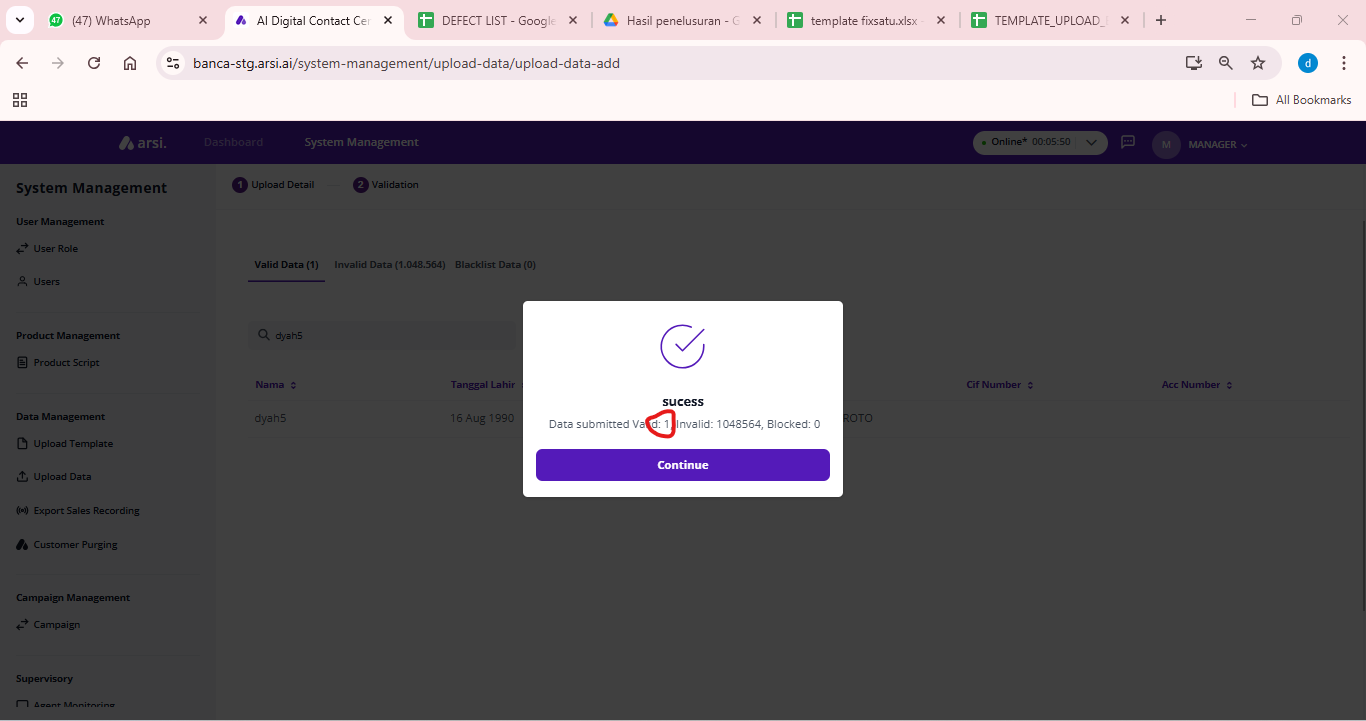 47 (47) WhatsApp
AI Digital Contact Cen
DEFECT LIST - Google
Hasil penelusuran - G
template fixsatu.xlsx -
TEMPLATE_UPLOAD_
banca-stg.arsi.ai/system-management/upload-data/upload-data-add
d
All Bookmarks
arsi. Dashboard System Management Online* 00:05:50 M MANAGER
System Management
1 Upload Detail 2 Validation
User Management
User Role
Users
Valid Data (1) Invalid Data (1.048.564) Blacklist Data (0)
Product Management
Product Script
dyah5
Nama Tanggal Lahir Cif Number Acc Number
dyah5 16 Aug 1990 ROTO
sucess
Data submitted Valid: 1, Invalid: 1048564, Blocked: 0
Continue
Data Management
Upload Template
Upload Data
Export Sales Recording
Customer Purging
Campaign Management
Campaign
Supervisory
Agent Monitoring